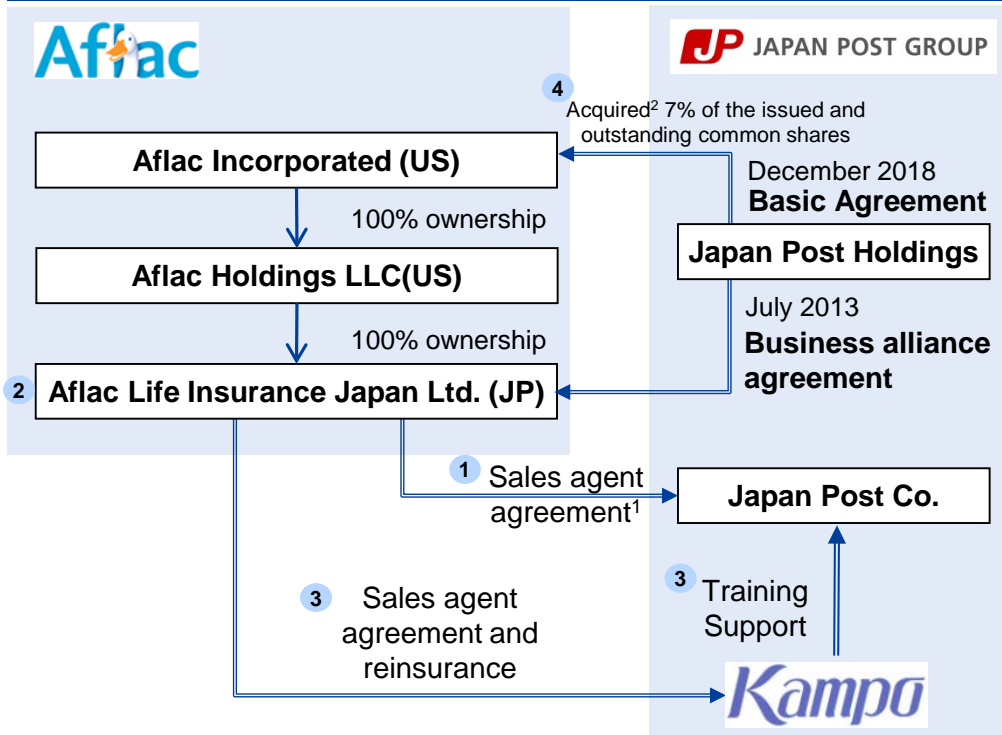 Aflac
JP JAPAN POST GROUP
4
Acquired2 7% of the issued and
outstanding common shares
Aflac Incorporated (US)
December 2018
Basic Agreement
100% ownership
Japan Post Holdings
Aflac Holdings LLC(US)
July 2013
Business alliance
agreement
100% ownership
2
Aflac Life Insurance Japan Ltd. (JP)
1
Sales agent
agreement1
Japan Post Co.
3
Sales agent
agreement and
reinsurance
3
Training
Support
Kampo